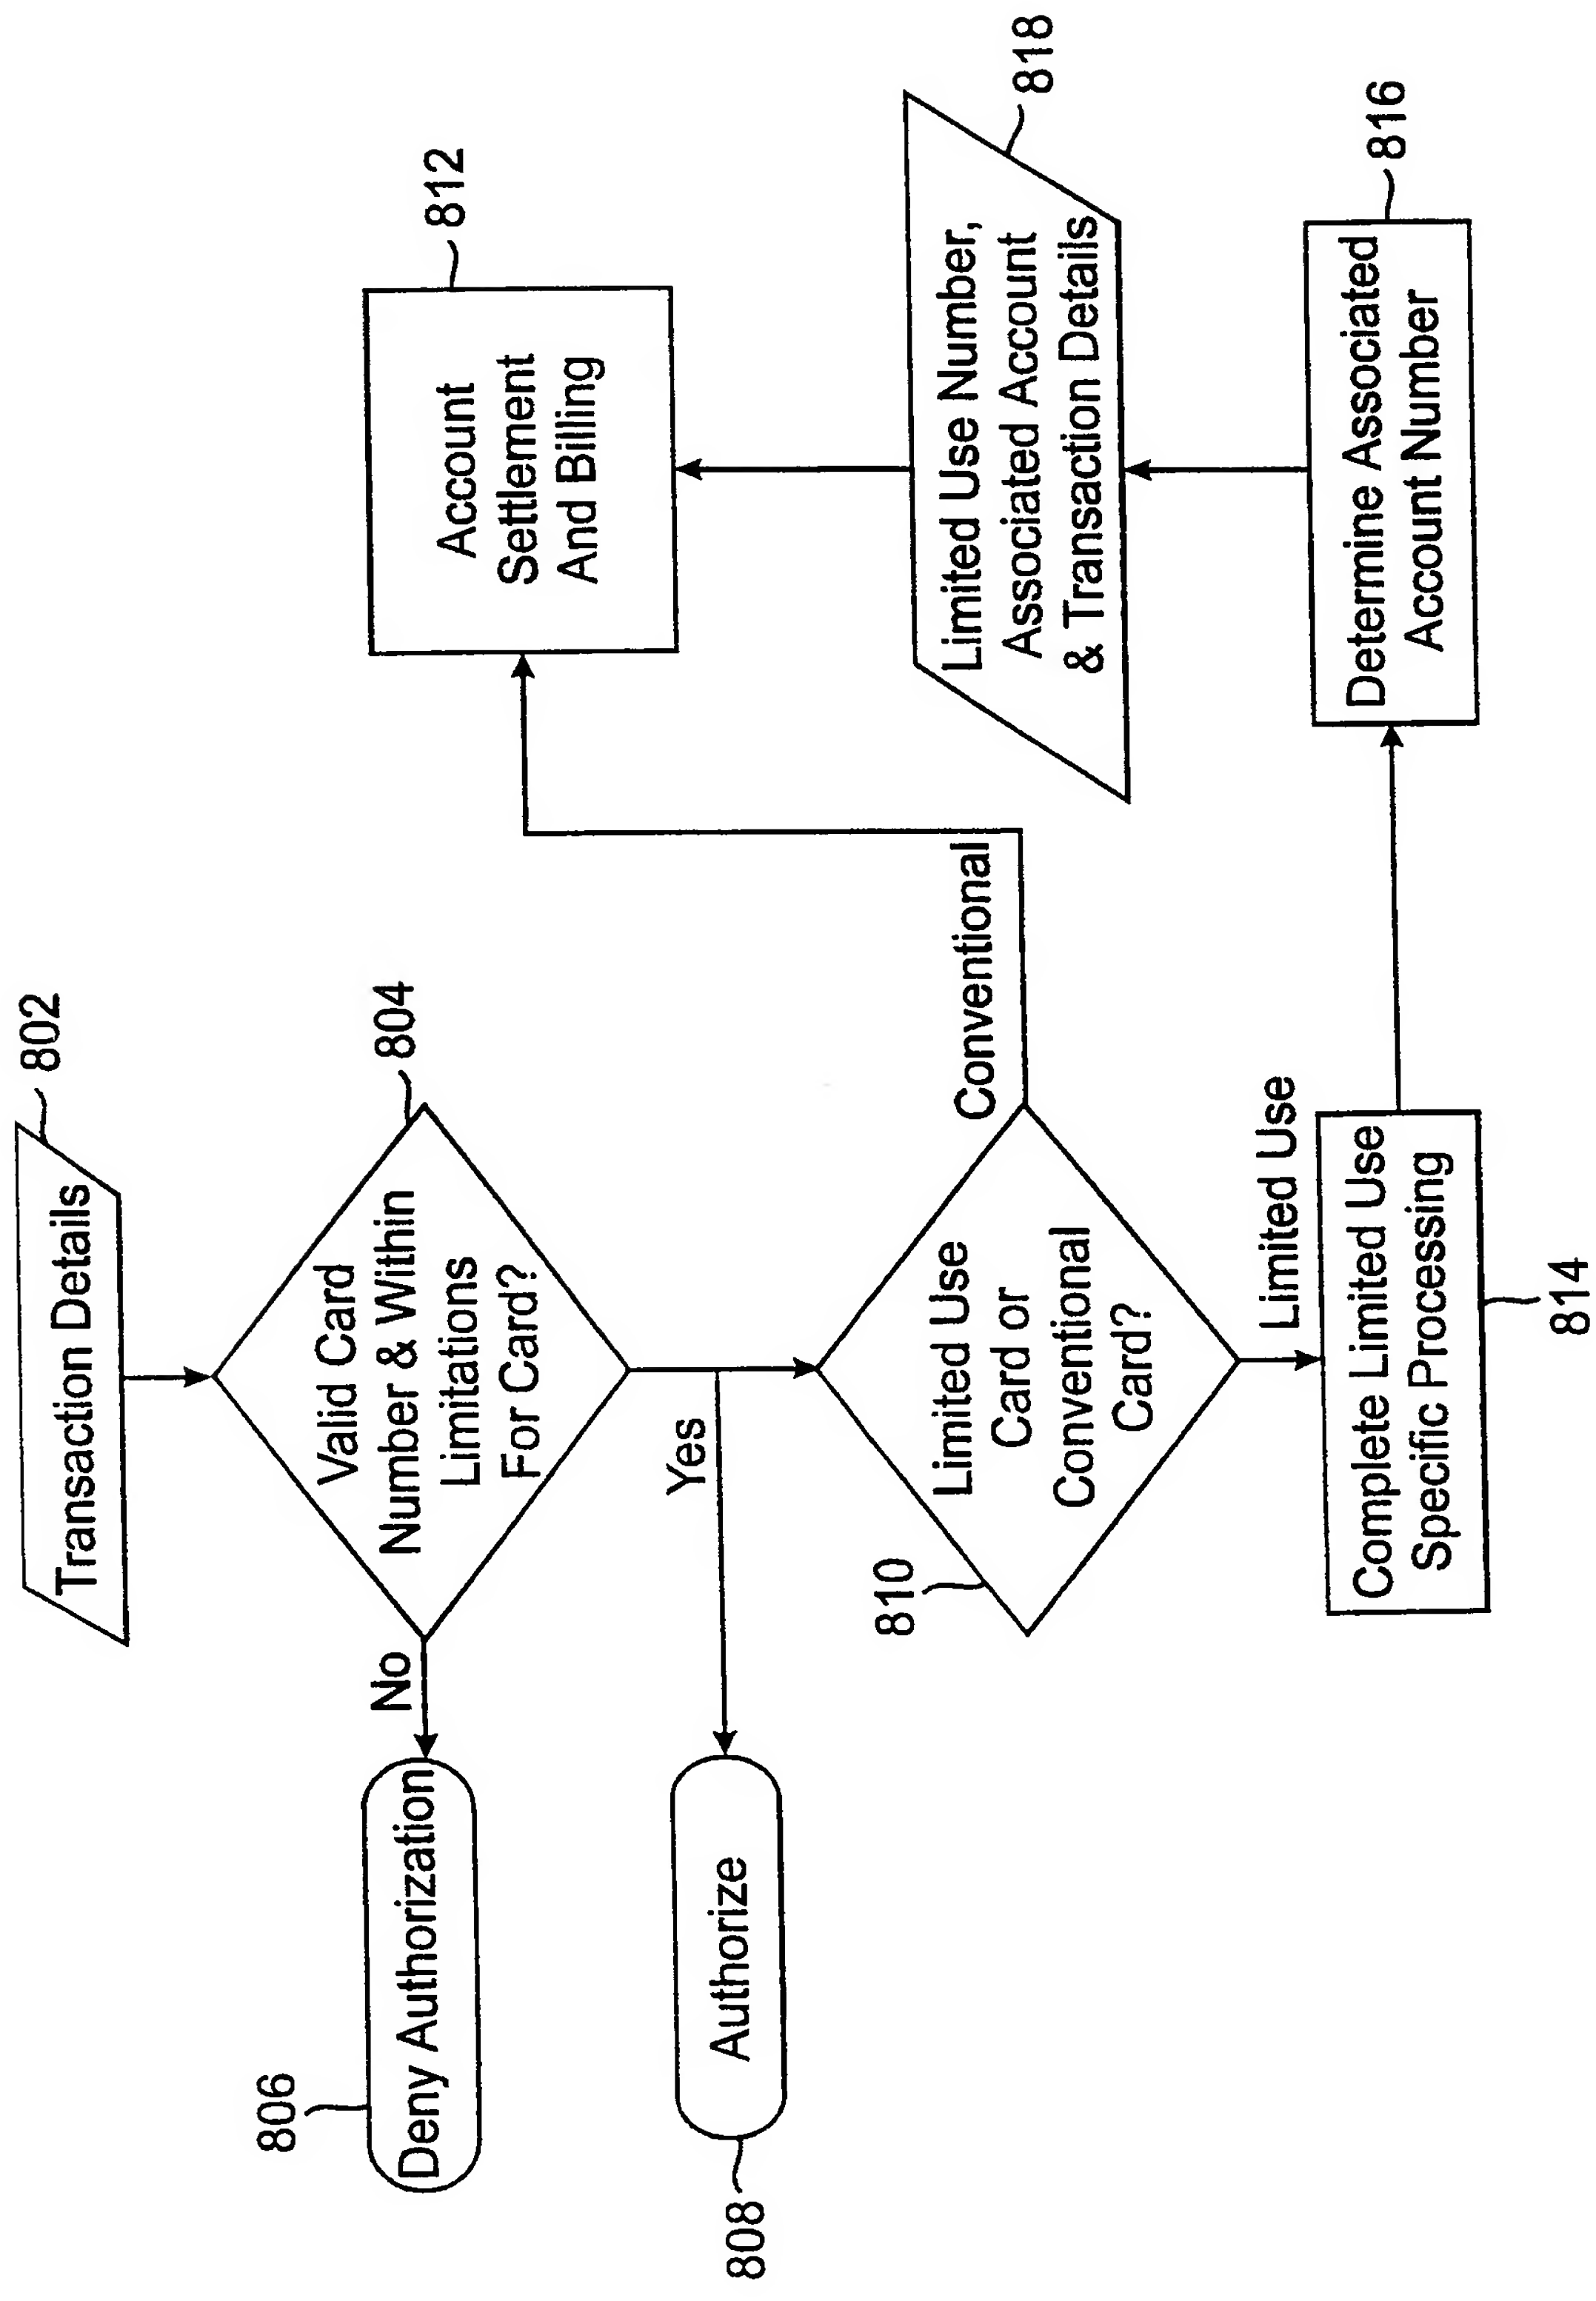 802
Transaction Details
804
Valid Card
Number & Within
Limitations
For Card?
No
806
Deny Authorization
Yes
808
Authorize
810
Limited Use
Card or
Conventional
Card?
Conventional
812
Account
Settlement
And Billing
Limited Use
Complete Limited Use
Specific Processing
814
816
Determine Associated
Account Number
818
Limited Use Number,
Associated Account
& Transaction Details